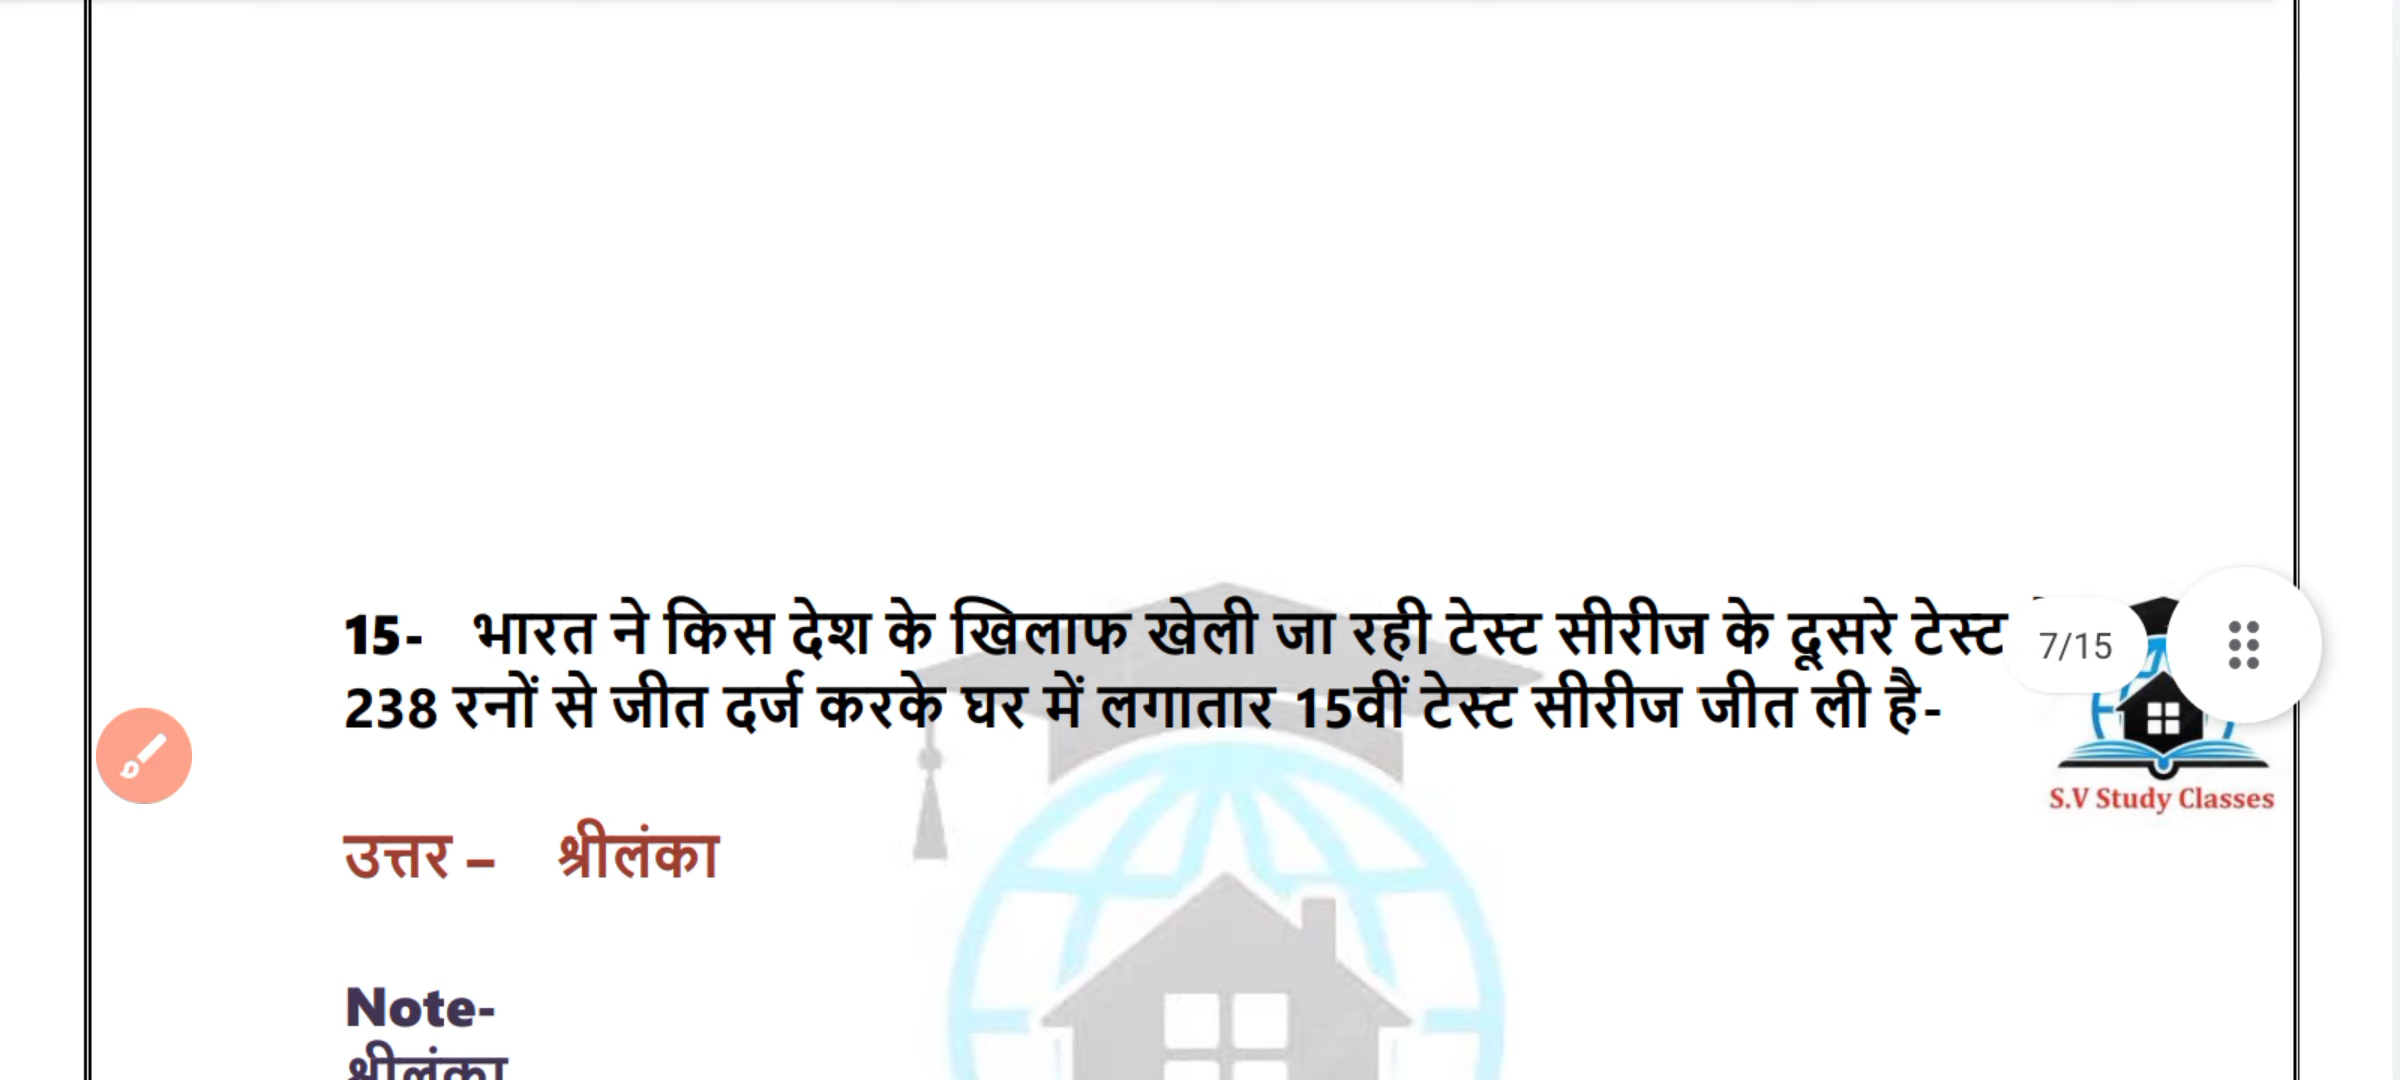 15- भारत ने किस देश के खिलाफ खेली जा रही टेस्ट सीरीज के दूसरे टेस्ट
7/15
238 रनों से जीत दर्ज करके घर में लगातार 15वीं टेस्ट सीरीज जीत ली है-
S.V Study Classes
उत्तर – श्रीलंका
Note-
श्रीलंका